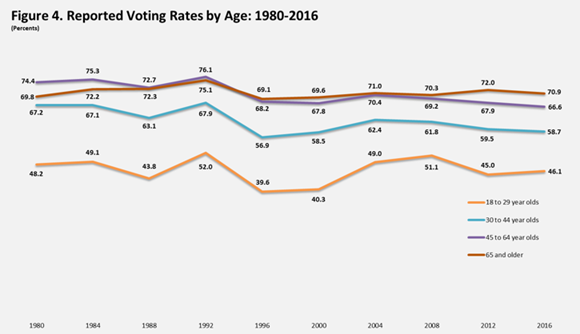 Figure 4. Reported Voting Rates by Age: 1980-2016
(Percents)
74.4 75.3 72.7 76.1 69.1 69.6 71.0 70.3 72.0 70.9
69.8 72.2 72.3 75.1 68.2 67.8 70.4 69.2 67.9 66.6
67.2 67.1 63.1 67.9 56.9 58.5 62.4 61.8 59.5 58.7
48.2 49.1 43.8 52.0 39.6 40.3 49.0 51.1 45.0 46.1
18 to 29 year olds
30 to 44 year olds
45 to 64 year olds
65 and older
1980 1984 1988 1992 1996 2000 2004 2008 2012 2016